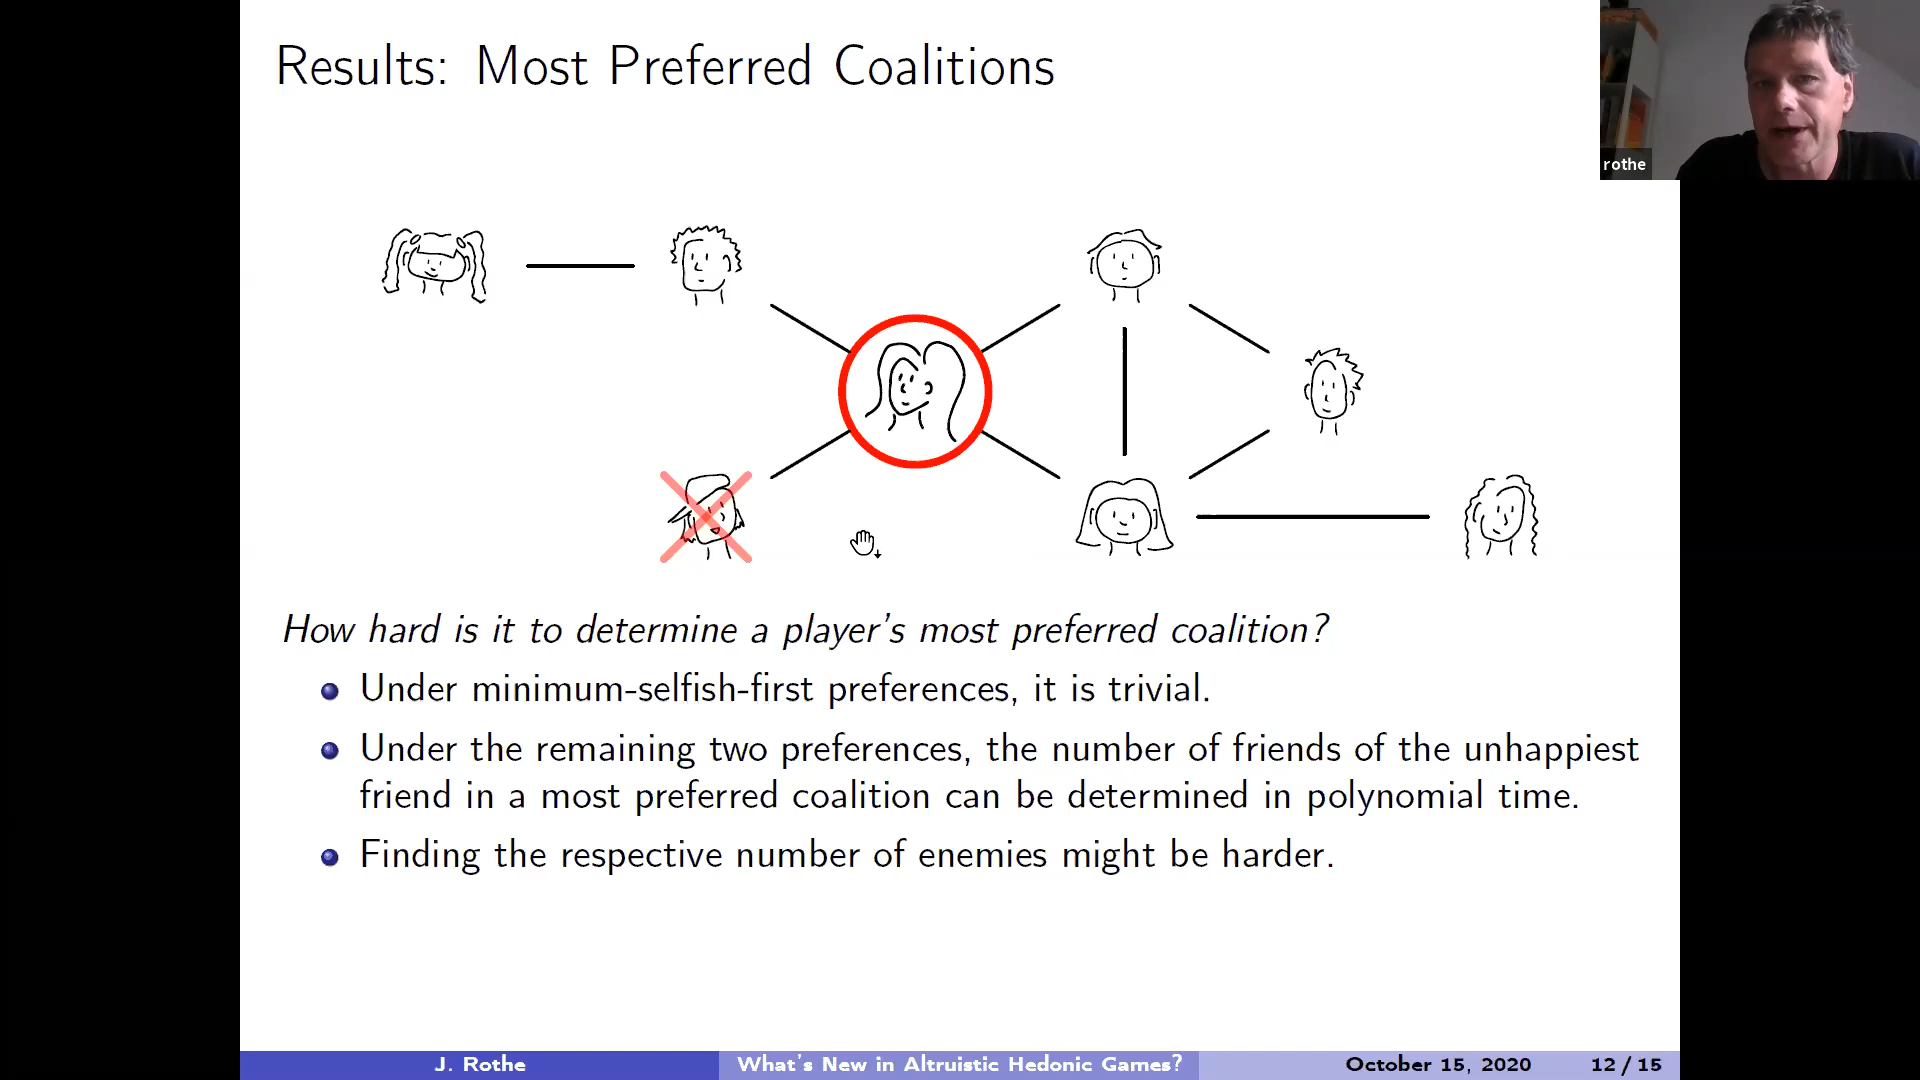 Results: Most Preferred Coalitions
rothe
How hard is it to determine a player's most preferred coalition?
Under minimum-selfish-first preferences, it is trivial.
Under the remaining two preferences, the number of friends of the unhappiest
friend in a most preferred coalition can be determined in polynomial time.
Finding the respective number of enemies might be harder.
J. Rothe
What's New in Altruistic Hedonic Games?
October 15, 2020
12 / 15